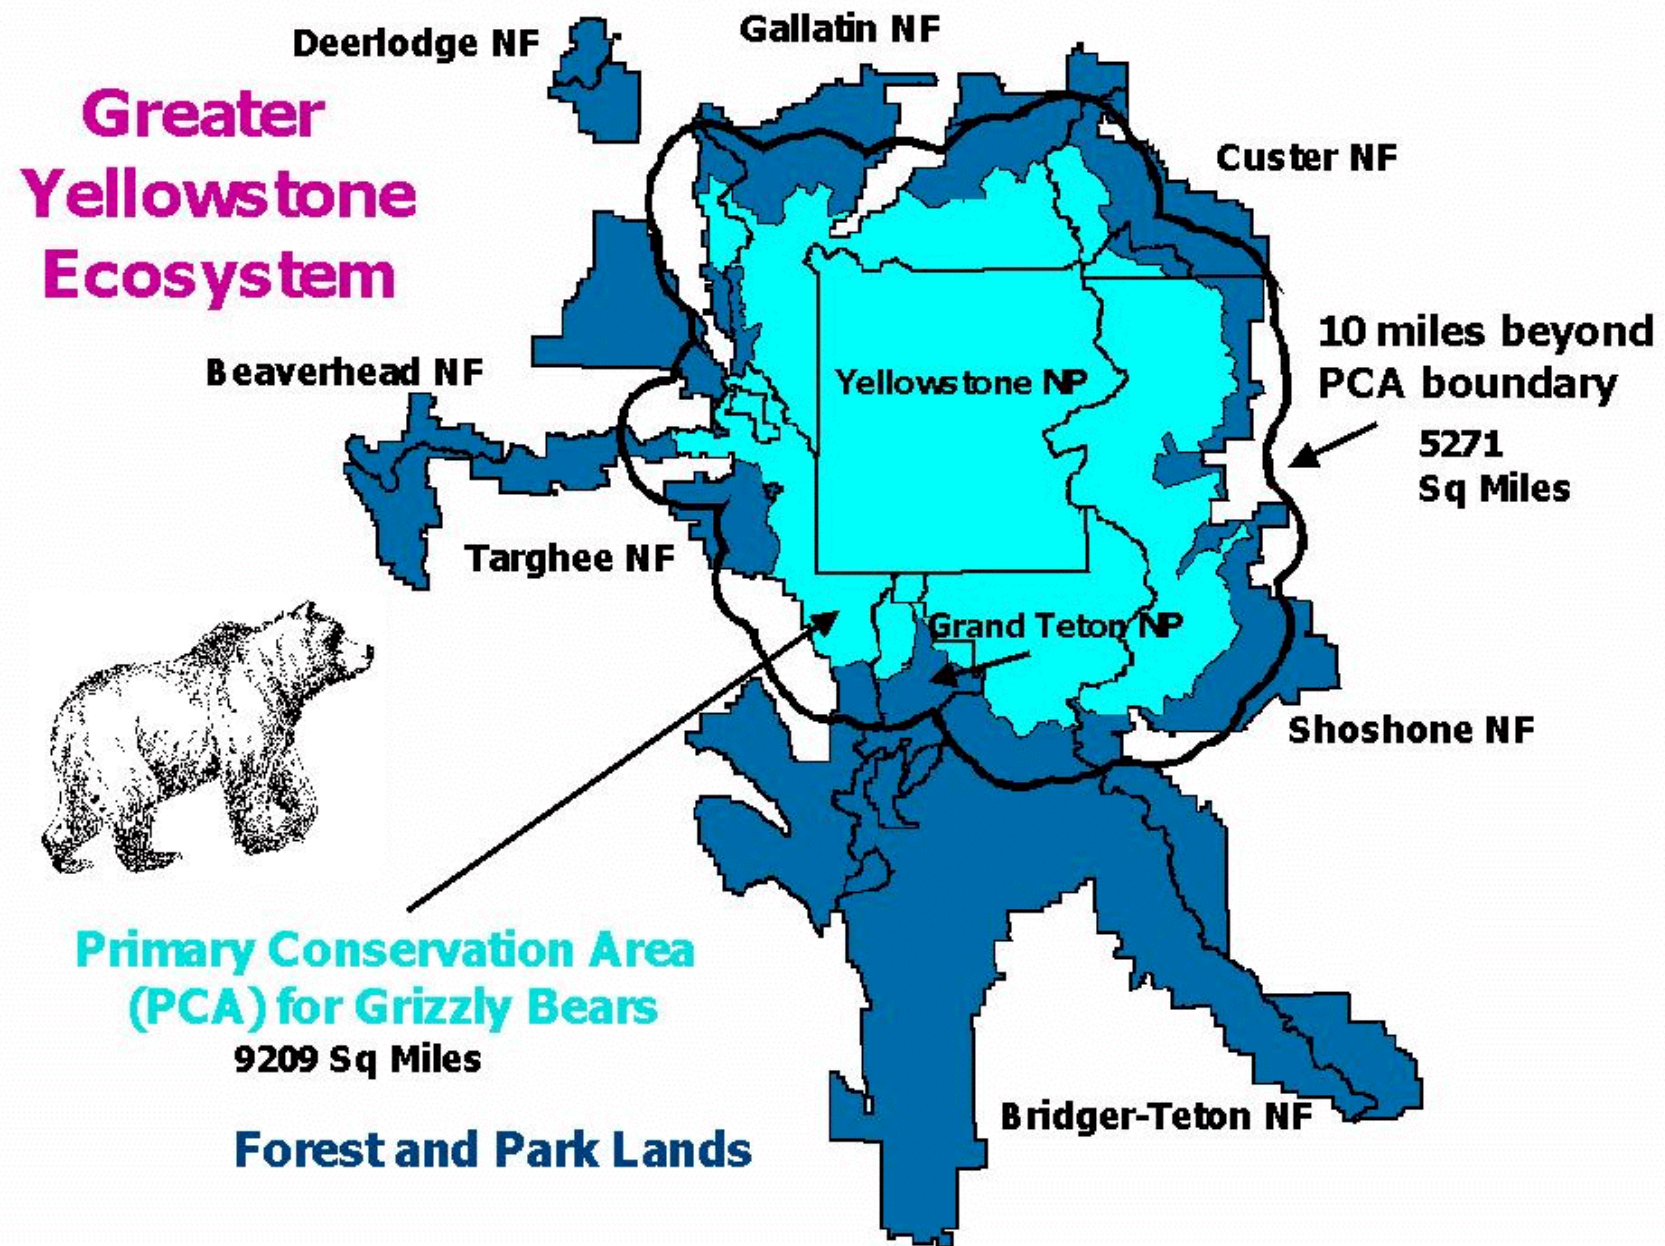 Deerlodge NF
Gallatin NF
Greater
Yellowstone
Ecosystem
Custer NF
10 miles beyond
PCA boundary
5271
Sq Miles
Beaverhead NF
Yellowstone NP
Targhee NF
Grand Teton NP
Shoshone NF
Primary Conservation Area
(PCA) for Grizzly Bears
9209 Sq Miles
Bridger-Teton NF
Forest and Park Lands